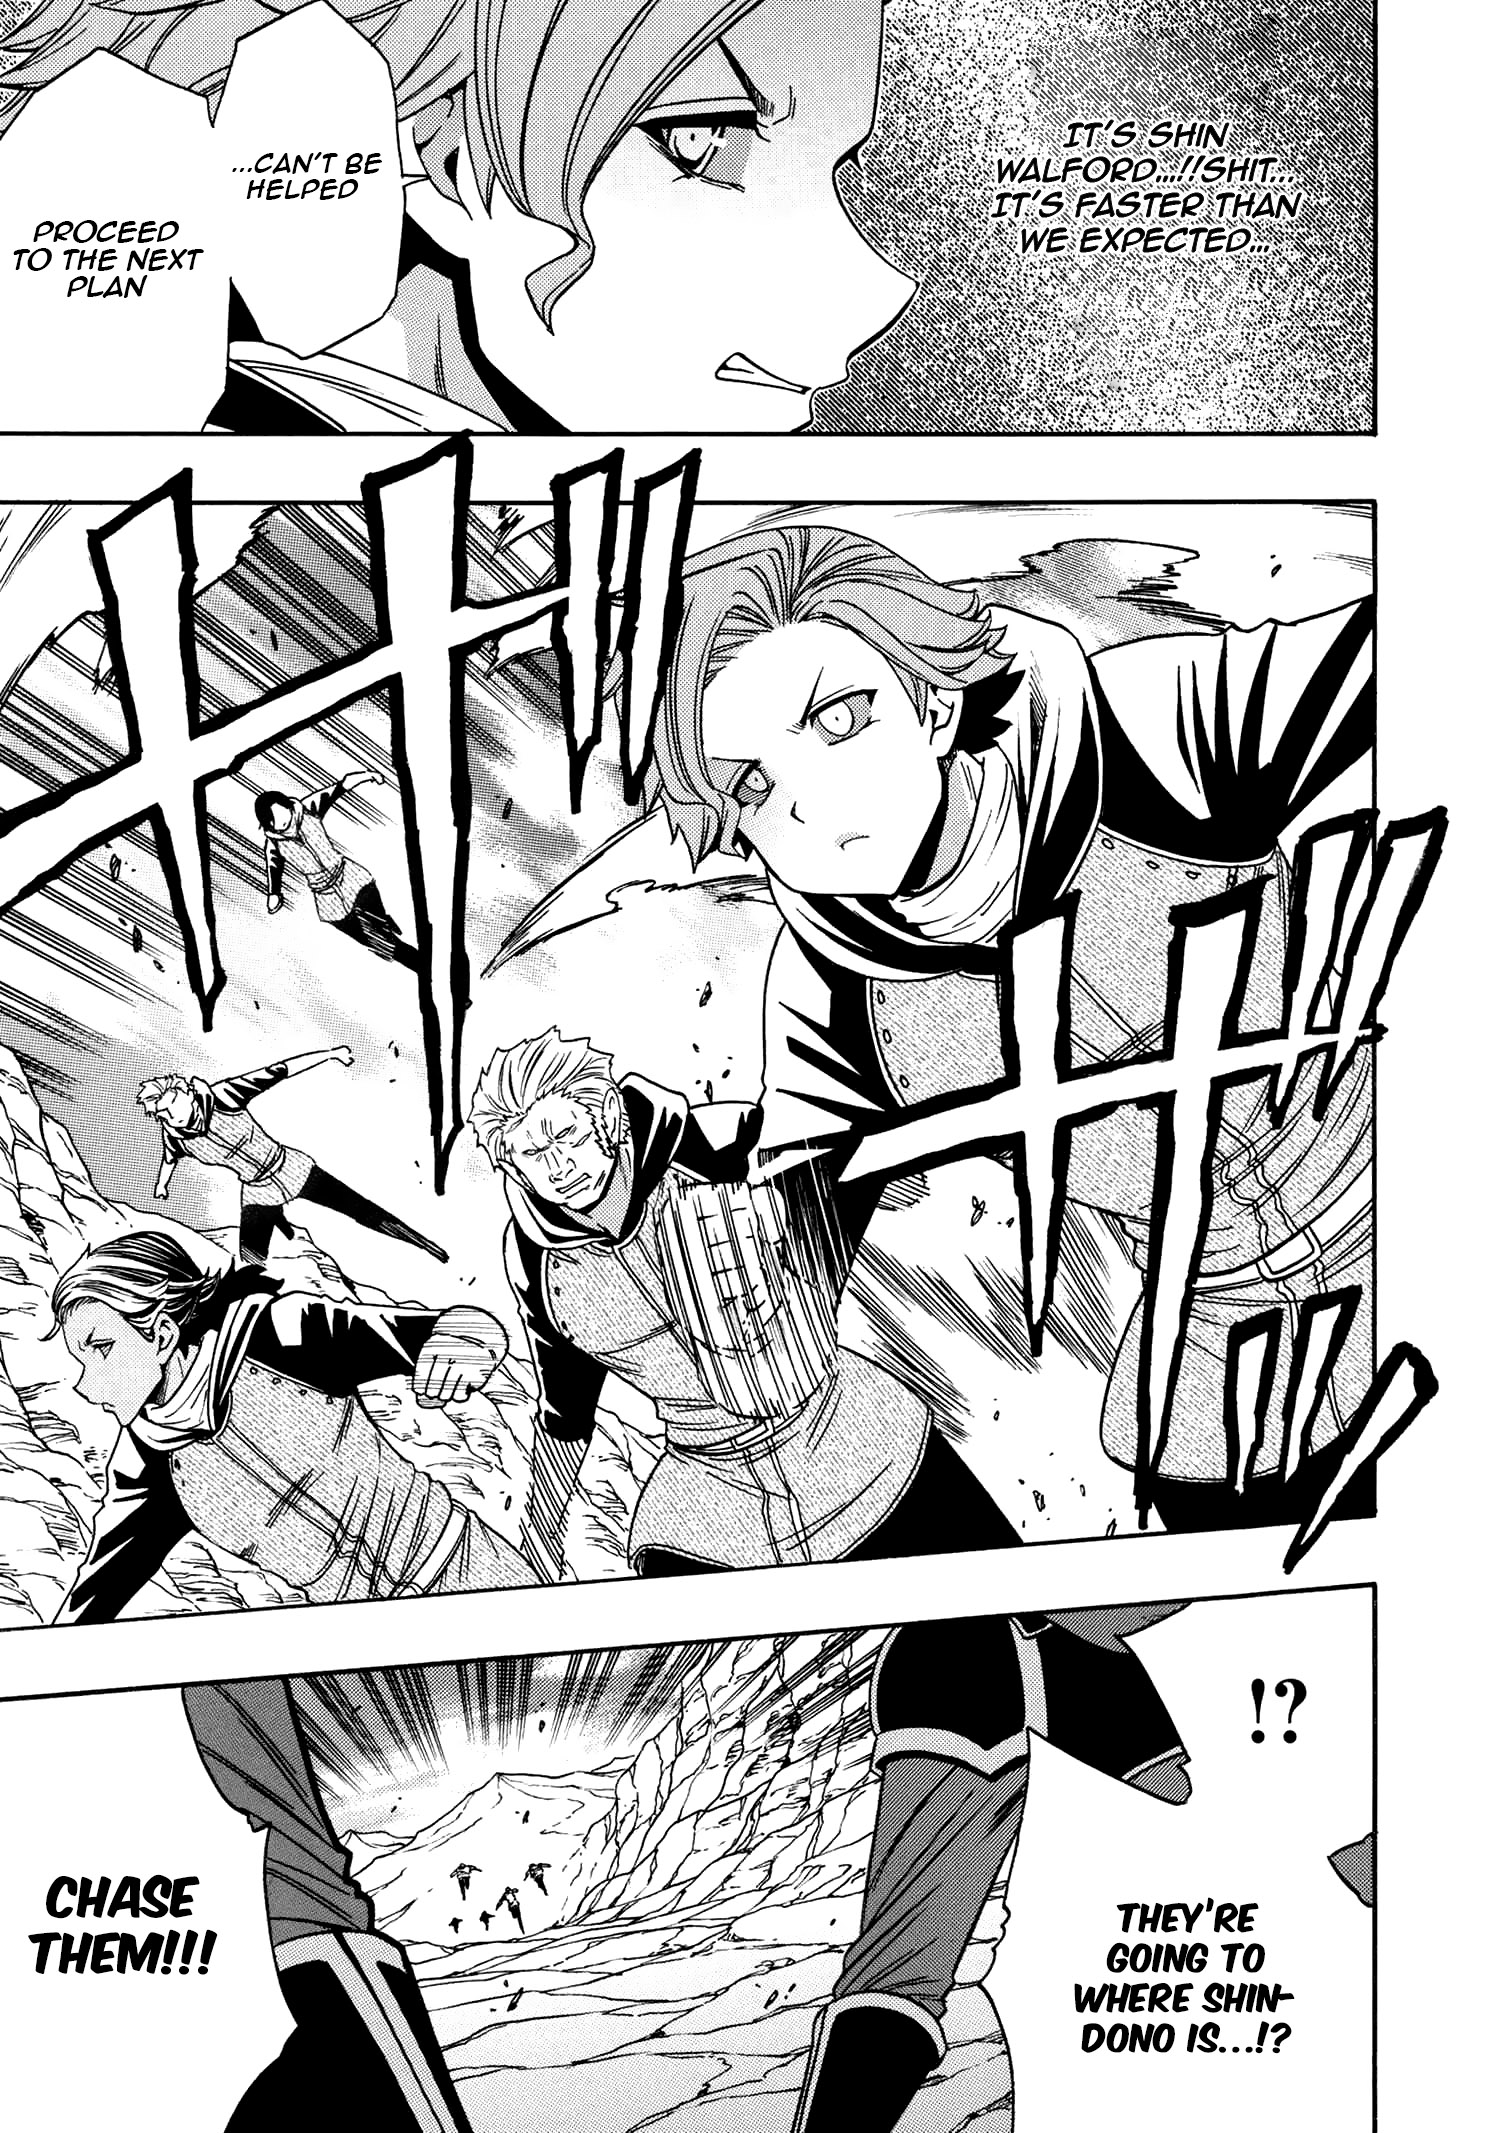 IT'S SHIN
WALFORD...!!SHIT...
IT'S FASTER THAN
WE EXPECTED...
...CAN'T BE
HELPED
PROCEED
TO THE NEXT
PLAN
!?
THEY'RE
GOING TO
WHERE SHIN-
DONO IS...!?
CHASE
THEM!!!